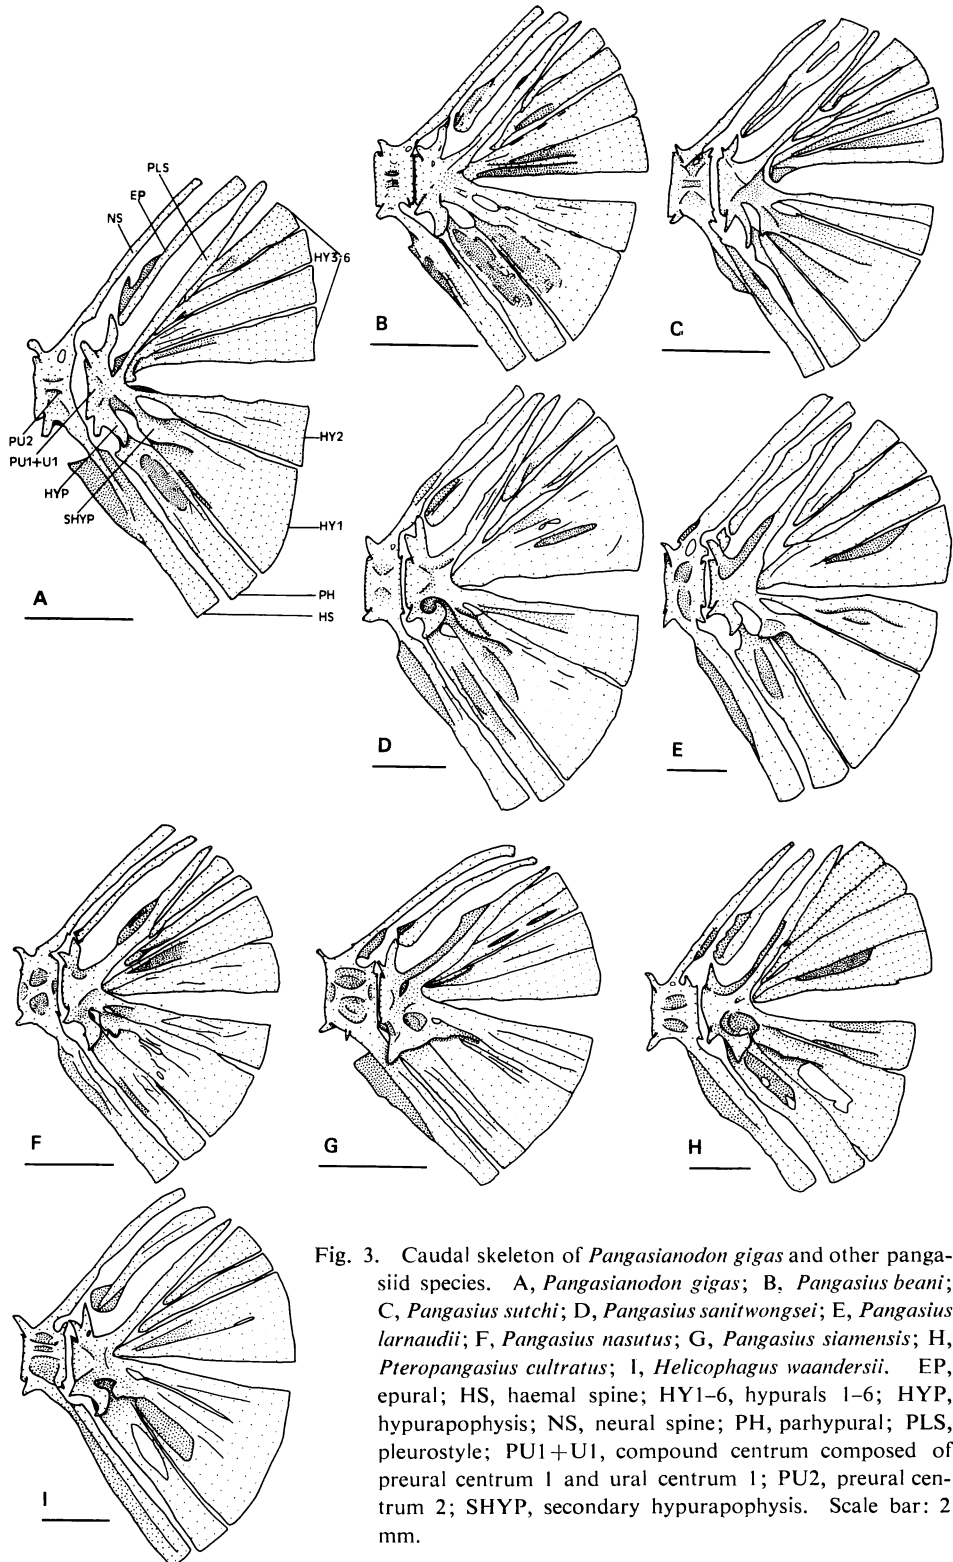 B
C
PLS
EP
NS
HY3-6
PU2
PU1+U1
HYP
SHYP
HY2
HY1
PH
HS
A
D
E
F
G
H
I
Fig. 3. Caudal skeleton of Pangasianodon gigas and other panga-
siid species. A, Pangasianodon gigas; B, Pangasius beani;
C, Pangasius sutchi; D, Pangasius sanitwongsei; E, Pangasius
larnaudii; F, Pangasius nasutus; G, Pangasius siamensis; H,
Pteropangasius cultratus; I, Helicophagus waandersii. EP,
epural; HS, haemal spine; HY1–6, hypurals 1–6; HYP,
hypurapophysis; NS, neural spine; PH, parhypural; PLS,
pleurostyle; PU1+U1, compound centrum composed of
preural centrum 1 and ural centrum 1; PU2, preural cen-
trum 2; SHYP, secondary hypurapophysis. Scale bar: 2
mm.